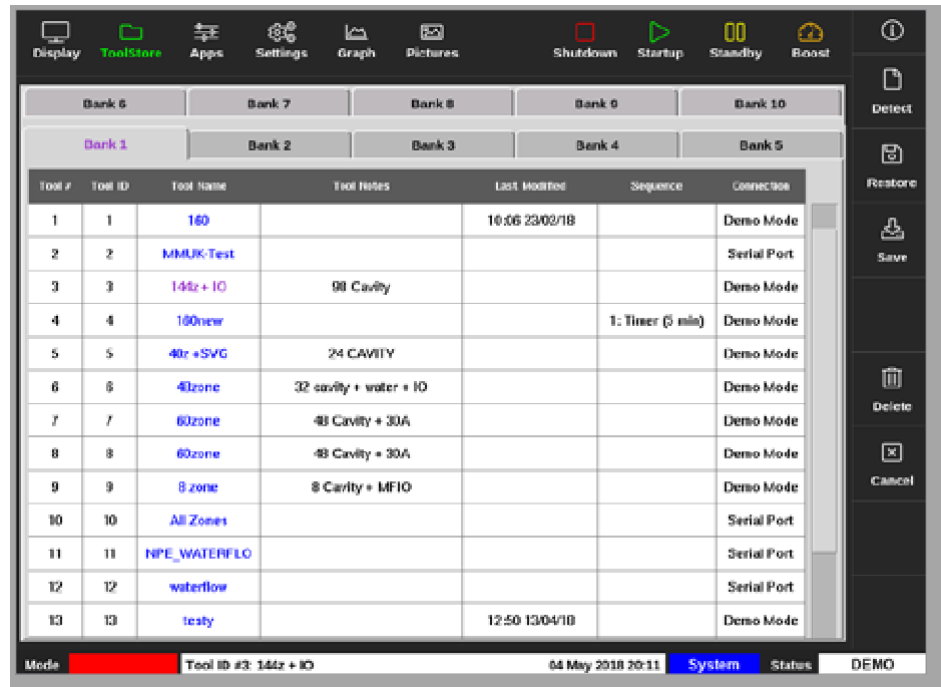 Display ToolStore Apps Settings Graph Pictures Shutdown Startup Standby Boost
Detect
Restore
Save
Delete
Cancel
Bank 6 Bank 7 Bank 8 Bank 9 Bank 10
Bank 1 Bank 2 Bank 3 Bank 4 Bank 5
Tool # Tool ID Tool Name Tool Notes Last Modified Sequence Connection
1 1 160 10:06 23/02/18 Demo Mode
2 2 MMUK-Test Serial Port
3 3 144z + IO 98 Cavity Demo Mode
4 4 160new 1: Timer (5 min) Demo Mode
5 5 40z +SVG 24 CAVITY Demo Mode
6 6 32 cavity + water + IO Demo Mode
7 7 60zone 48 Cavity + 30A Demo Mode
8 8 60zone 48 Cavity + 30A Demo Mode
9 9 8 zone 8 Cavity + MFIO Demo Mode
10 10 All Zones Serial Port
11 11 NPE_WATERFLO Serial Port
12 12 waterflow Serial Port
13 13 testy 12:50 13/04/18 Demo Mode
Mode Tool ID #3: 144z + IO 04 May 2018 20:11 System Status DEMO